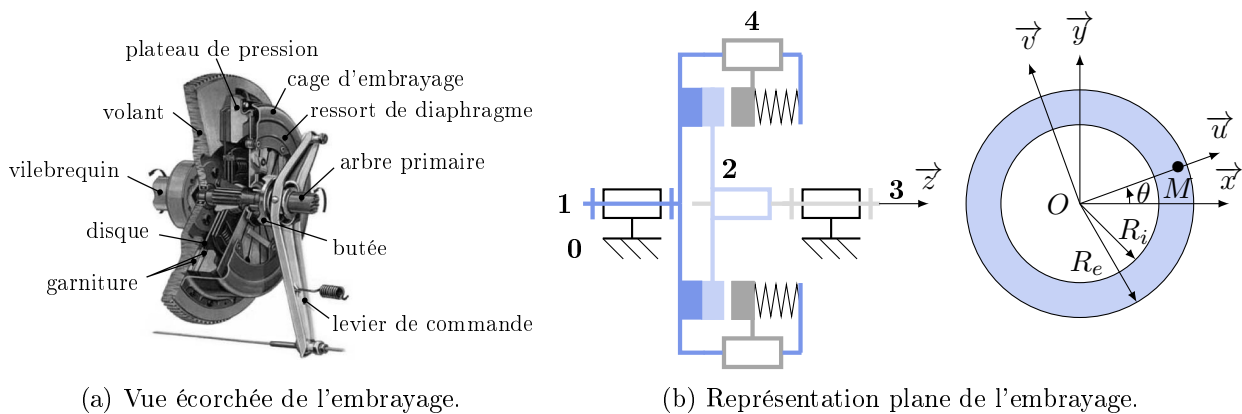 plateau de pression
cage d'embrayage
ressort de diaphragme
volant
arbre primaire
vilebrequin
disque
butée
garniture
levier de commande
(a) Vue écorchée de l'embrayage.
4
2
1
3
z
0
v
y
u
x
M
θ
O
R_i
R_e
(b) Représentation plane de l'embrayage.